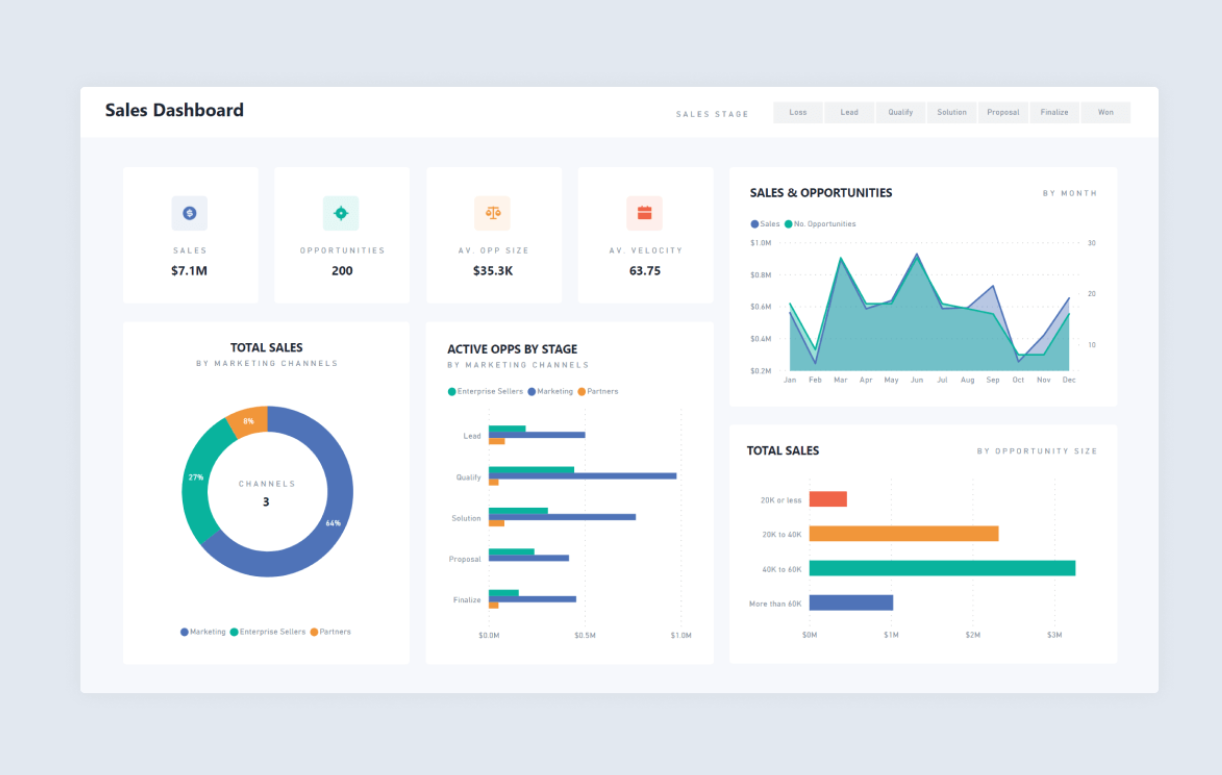 Sales Dashboard
SALES STAGE
Loss
Lead
Qualify
Solution
Proposal
Finalize
Won
SALES
$7.1M
OPPORTUNITIES
200
AV. OPP SIZE
$35.3K
AV. VELOCITY
63.75
SALES & OPPORTUNITIES
BY MONTH
Sales
No. Opportunities
$1.0M
$0.8M
$0.6M
$0.4M
$0.2M
30
20
10
Jan
Feb
Mar
Apr
May
Jun
Jul
Aug
Sep
Oct
Nov
Dec
TOTAL SALES
BY MARKETING CHANNELS
8%
27%
64%
CHANNELS
3
Marketing
Enterprise Sellers
Partners
ACTIVE OPPS BY STAGE
BY MARKETING CHANNELS
Enterprise Sellers
Marketing
Partners
Lead
Qualify
Solution
Proposal
Finalize
$0.0M
$0.5M
$1.0M
TOTAL SALES
BY OPPORTUNITY SIZE
20K or less
20K to 40K
40K to 60K
More than 60K
$0M
$1M
$2M
$3M